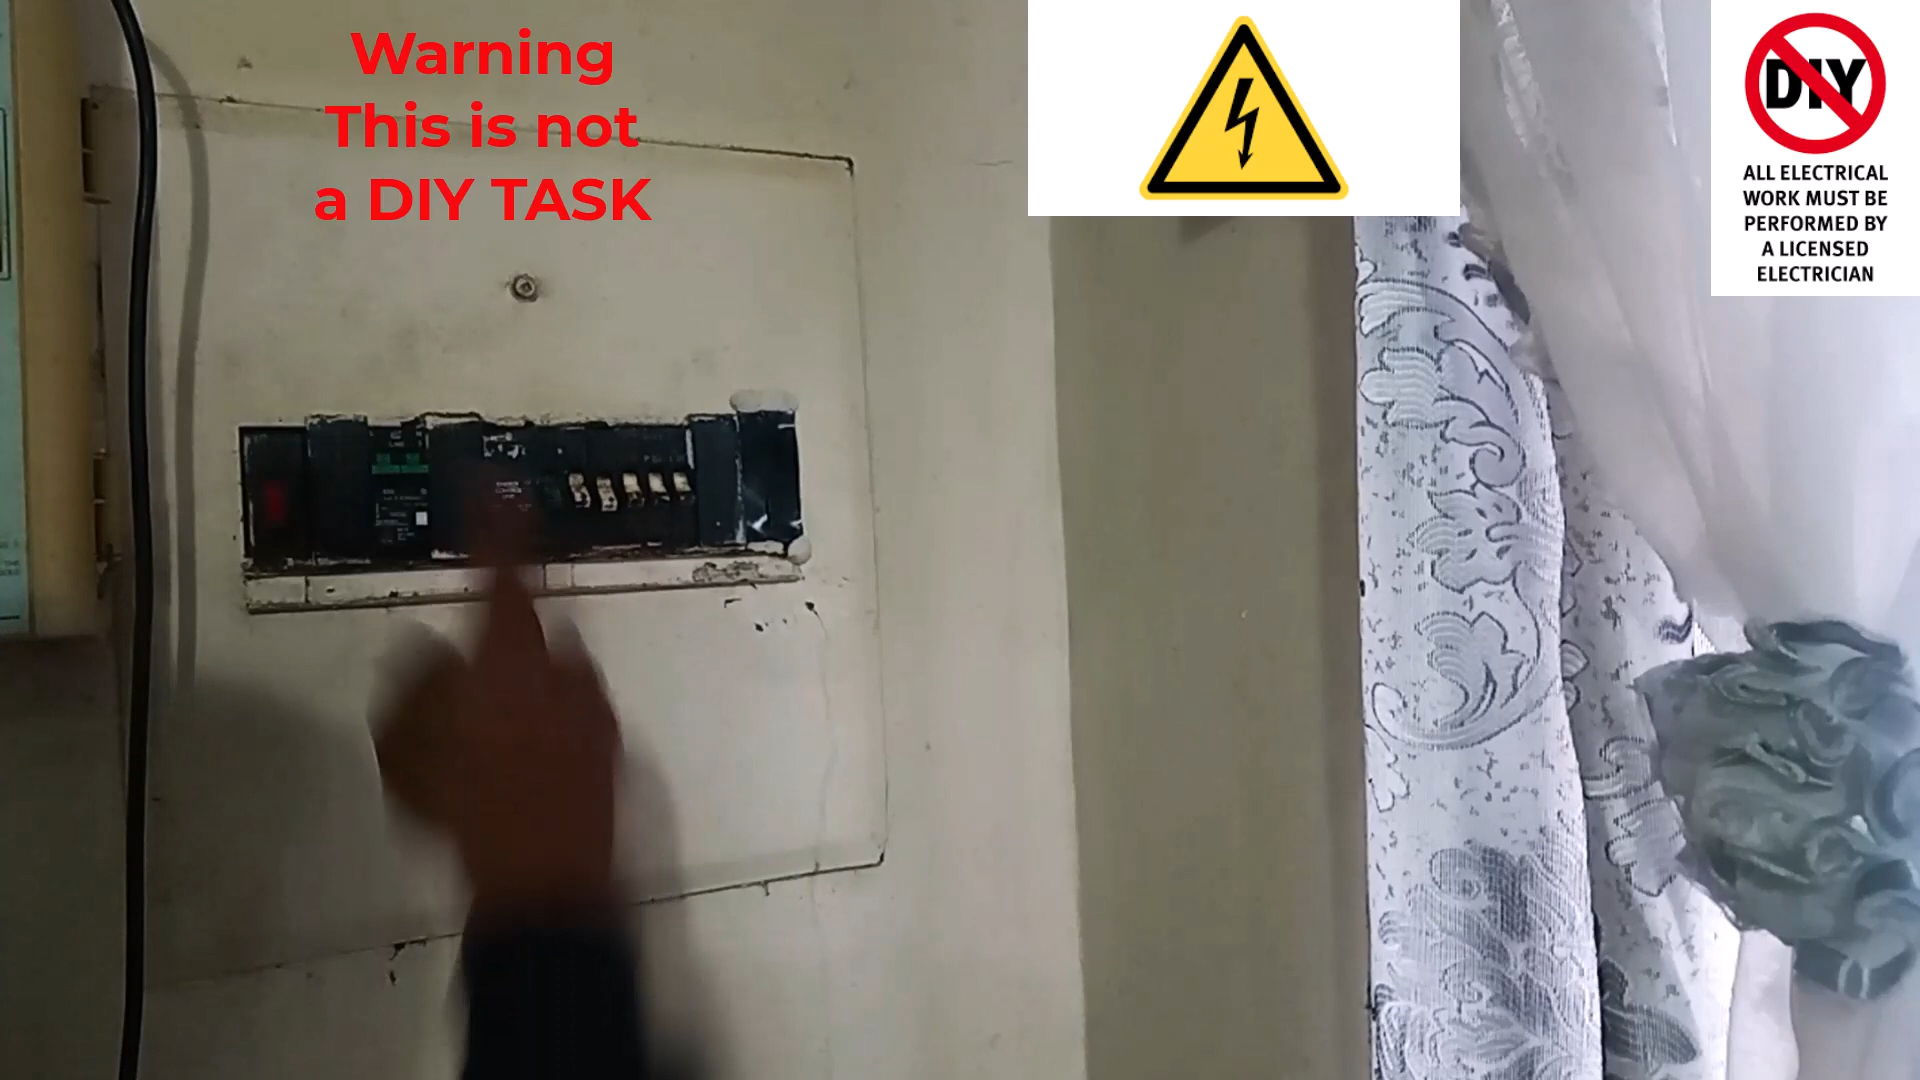 Warning
This is not
a DIY TASK
DIY
ALL ELECTRICAL
WORK MUST BE
PERFORMED BY
A LICENSED
ELECTRICIAN